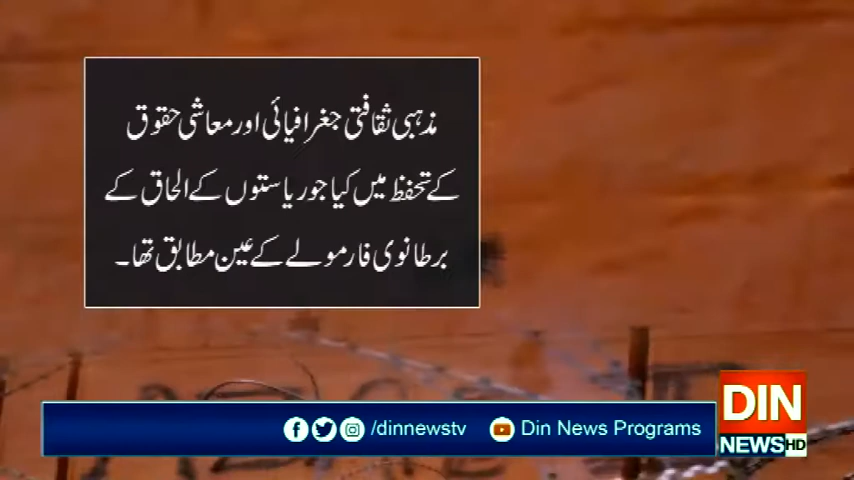 مذہبی ثقافتی جغرافیائی اور معاشی حقوق
کے تحفظ میں کیا جو ریاستوں کے الحاق کے
برطانوی فارمولے کے عین مطابق تھا۔
/dinnewstv Din News Programs
DIN
NEWS HD